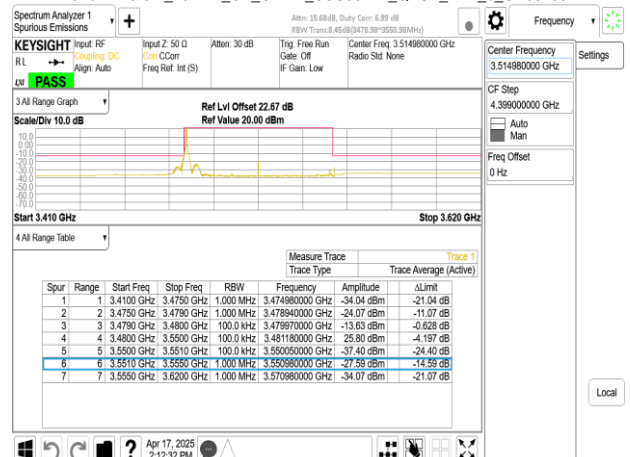 Spectrum Analyzer 1
Spurious Emissions
+
Attn: 15.68dB, Duty Corr: 6.99 dB
RBW Trans:8.45dB(3478.98~3550.98MHz)
Frequency
KEYSIGHT
RL
LXI
PASS
Input: RF
Coupling: DC
Align: Auto
Input Z: 50 Ω
Corr CCorr
Freq Ref: Int (S)
Atten: 30 dB
Trig: Free Run
Gate: Off
IF Gain: Low
Center Freq: 3.514980000 GHz
Radio Std: None
Center Frequency
3.514980000 GHz
Settings
CF Step
4.399000000 GHz
Auto
Man
Freq Offset
0 Hz
3 All Range Graph
Scale/Div 10.0 dB
Ref Lvl Offset 22.67 dB
Ref Value 20.00 dBm
10.0
0.00
-10.0
-20.0
-30.0
-40.0
-50.0
-60.0
-70.0
Start 3.410 GHz
Stop 3.620 GHz
4 All Range Table
Measure Trace Trace 1
Trace Type Trace Average (Active)
Spur Range Start Freq Stop Freq RBW Frequency Amplitude ΔLimit
1 1 3.4100 GHz 3.4750 GHz 1.000 MHz 3.474980000 GHz -34.04 dBm -21.04 dB
2 2 3.4750 GHz 3.4790 GHz 1.000 MHz 3.478940000 GHz -24.07 dBm -11.07 dB
3 3 3.4790 GHz 3.4800 GHz 100.0 kHz 3.479970000 GHz -13.63 dBm -0.628 dB
4 4 3.4800 GHz 3.5500 GHz 100.0 kHz 3.481180000 GHz 25.80 dBm -4.197 dB
5 5 3.5500 GHz 3.5510 GHz 100.0 kHz 3.550050000 GHz -37.40 dBm -24.40 dB
6 6 3.5510 GHz 3.5550 GHz 1.000 MHz 3.550980000 GHz -27.59 dBm -14.59 dB
7 7 3.5550 GHz 3.6200 GHz 1.000 MHz 3.570980000 GHz -34.07 dBm -21.07 dB
Local
?
Apr 17, 2025
2:12:32 PM